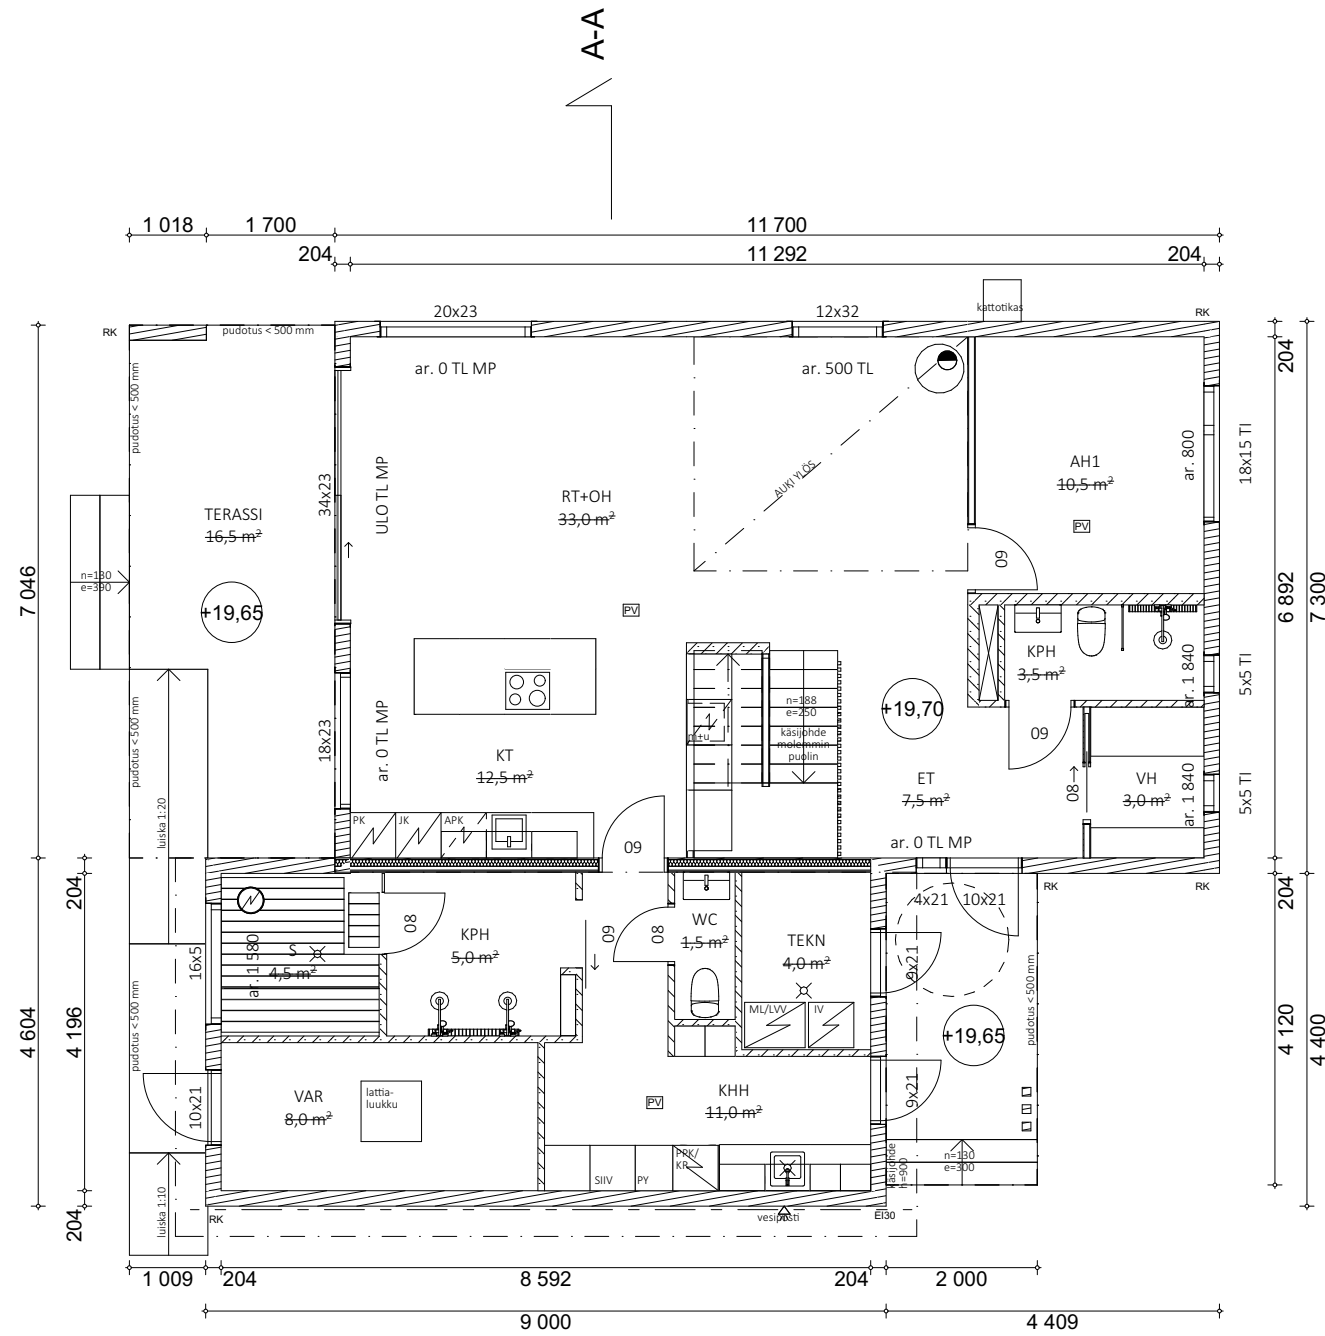 A-A
1 018
1 700
11 700
204
11 292
204
20x23
12x32
kattotikas
RK
pudotus < 500 mm
RK
pudotus < 500 mm
ar. 0 TL MP
ar. 500 TL
204
34x23
ULO TL MP
AUKI YLÖS
AH1
10,5 m²
ar. 800
18x15 TI
TERASSI
16,5 m²
RT+OH
33,0 m²
PV
09
n=130
e=390
+19,65
7 046
PV
6 892
7 300
KPH
3,5 m²
ar. 1 840
5x5 TI
pudotus < 500 mm
18x23
ar. 0 TL MP
n=188
e=250
käsijohde
molemmin
puolin
m+u
+19,70
09
KT
12,5 m²
ET
7,5 m²
08
VH
3,0 m²
ar. 1 840
5x5 TI
luiska 1:20
PK
JK
APK
09
ar. 0 TL MP
204
204
RK
RK
4x21
10x21
16x5
ar. 1 580
S
4,5 m²
08
KPH
5,0 m²
09
08
WC
1,5 m²
TEKN
4,0 m²
9x21
pudotus < 500 mm
pudotus < 500 mm
ML/LVV
IV
+19,65
4 604
4 196
4 120
4 400
10x21
VAR
8,0 m²
lattia-
luukku
PV
KHH
11,0 m²
9x21
SIIV
PY
PPK/
KR
käsijohde
h=900
n=130
e=300
luiska 1:10
204
RK
vesiposti
EI30
1 009
204
8 592
204
2 000
9 000
4 409